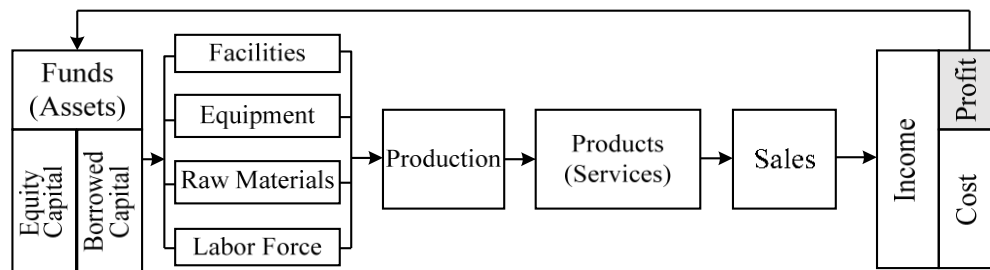 Funds
(Assets)
Equity
Capital
Borrowed
Capital
Facilities
Equipment
Raw Materials
Labor Force
Production
Products
(Services)
Sales
Income
Profit
Cost